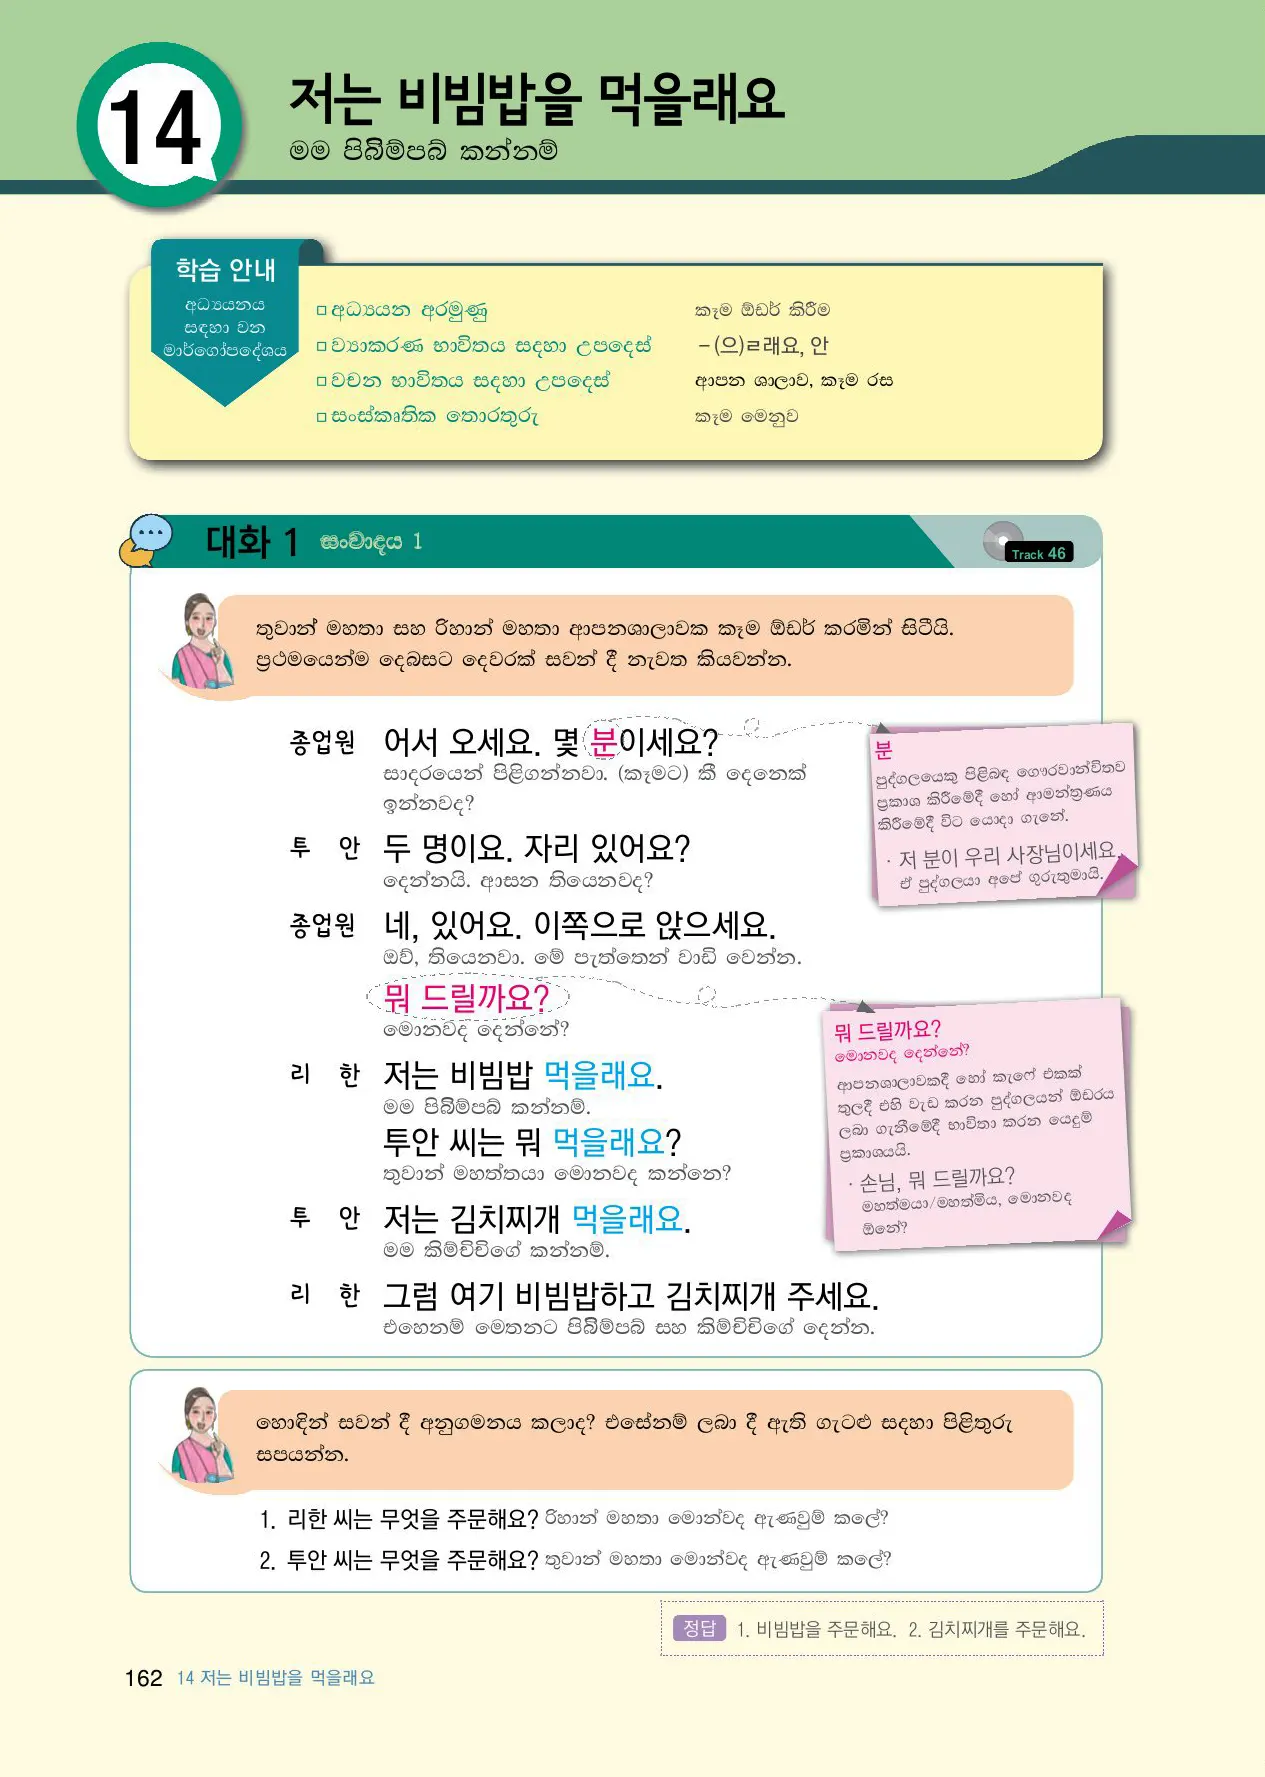 14
저는 비빔밥을 먹을래요
මම පිබිම්පබ් කන්නම්
학습 안내
අධ්‍යයනය
සඳහා වන
මාර්ගෝපදේශය
□ අධ්‍යයන අරමුණු කෑම ඕඩර් කිරීම
□ ව්‍යාකරණ භාවිතය සදහා උපදෙස් -(으)ㄹ래요, 안
□ වචන භාවිතය සදහා උපදෙස් ආපන ශාලාව, කෑම රස
□ සංස්කෘතික තොරතුරු කෑම මෙනුව
대화 1 සංවාදය 1
Track 46
තුවාන් මහතා සහ රිහාන් මහතා ආපනශාලාවක කෑම ඕඩර් කරමින් සිටීයි.
ප්‍රථමයෙන්ම දෙබසට දෙවරක් සවන් දී නැවත කියවන්න.
종업원 어서 오세요. 몇 분이세요?
සාදරයෙන් පිළිගන්නවා. (කෑමට) කී දෙනෙක්
ඉන්නවද?
투 안 두 명이요. 자리 있어요?
දෙන්නයි. ආසන තියෙනවද?
종업원 네, 있어요. 이쪽으로 앉으세요.
ඔව්, තියෙනවා. මේ පැත්තෙන් වාඩි වෙන්න.
뭐 드릴까요?
මොනවද දෙන්නේ?
리 한 저는 비빔밥 먹을래요.
මම පිබිම්පබ් කන්නම්.
투안 씨는 뭐 먹을래요?
තුවාන් මහත්තයා මොනවද කන්නෙ?
투 안 저는 김치찌개 먹을래요.
මම කිම්චිචිගේ කන්නම්.
리 한 그럼 여기 비빔밥하고 김치찌개 주세요.
එහෙනම් මෙතනට පිබිම්පබ් සහ කිම්චිචිගේ දෙන්න.
분
පුද්ගලයෙකු පිළිබඳ ගෞරවාන්විතව
ප්‍රකාශ කිරීමේදී හෝ ආමන්ත්‍රණය
කිරීමේදී විට යොදා ගැනේ.
· 저 분이 우리 사장님이세요.
ඒ පුද්ගලයා අපේ ගුරුතුමායි.
뭐 드릴까요?
මොනවද දෙන්නේ?
ආපනශාලාවකදී හෝ කැෆේ එකක්
තුලදී එහි වැඩ කරන පුද්ගලයන් ඕඩරය
ලබා ගැනීමේදී භාවිතා කරන යෙදුම්
ප්‍රකාශයයි.
· 손님, 뭐 드릴까요?
මහත්මයා/මහත්මිය, මොනවද
ඕනේ?
හොඳින් සවන් දී අනුගමනය කලාද? එසේනම් ලබා දී ඇති ගැටළු සදහා පිළිතුරු
සපයන්න.
1. 리한 씨는 무엇을 주문해요? රිහාන් මහතා මොන්වද ඇණවුම් කලේ?
2. 투안 씨는 무엇을 주문해요? තුවාන් මහතා මොන්වද ඇණවුම් කලේ?
정답 1. 비빔밥을 주문해요. 2. 김치찌개를 주문해요.
162 14 저는 비빔밥을 먹을래요